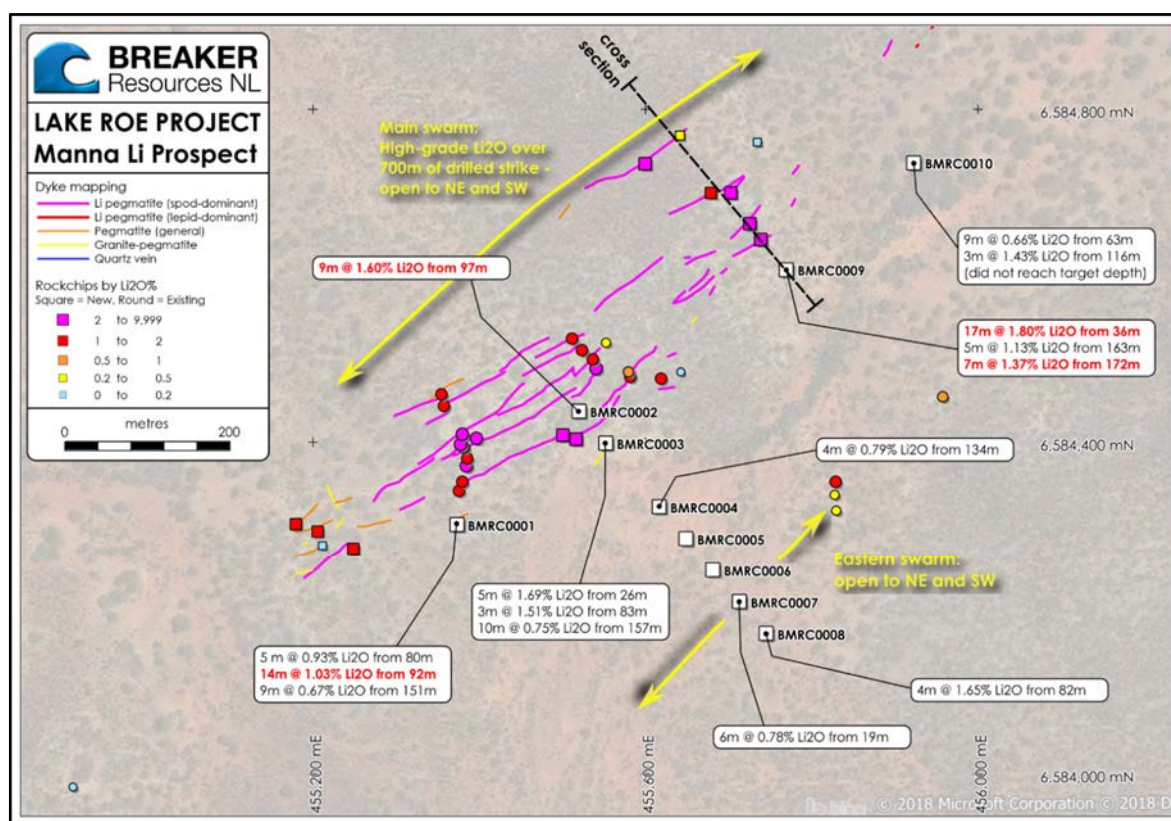 BREAKER
Resources NL
LAKE ROE PROJECT
Manna Li Prospect
Dyke mapping
Li pegmatite (spod-dominant)
Li pegmatite (lepid-dominant)
Pegmatite (general)
Granite-pegmatite
Quartz vein
Rockchips by Li2O%
Square = New, Round = Existing
2 to 9,999
1 to 2
0.5 to 1
0.2 to 0.5
0 to 0.2
metres
0 200
cross
section
Main swarm:
High-grade Li2O over
700m of drilled strike -
open to NE and SW
6,584,800 mN
BMRC0010
9m @ 0.66% Li2O from 63m
3m @ 1.43% Li2O from 116m
(did not reach target depth)
9m @ 1.60% Li2O from 97m
BMRC0009
17m @ 1.80% Li2O from 36m
5m @ 1.13% Li2O from 163m
7m @ 1.37% Li2O from 172m
BMRC0002
BMRC0003
6,584,400 mN
4m @ 0.79% Li2O from 134m
BMRC0004
BMRC0001
BMRC0005
BMRC0006
Eastern swarm:
open to NE and SW
BMRC0007
BMRC0008
5m @ 1.69% Li2O from 26m
3m @ 1.51% Li2O from 83m
10m @ 0.75% Li2O from 157m
5 m @ 0.93% Li2O from 80m
14m @ 1.03% Li2O from 92m
9m @ 0.67% Li2O from 151m
4m @ 1.65% Li2O from 82m
6m @ 0.78% Li2O from 19m
455,200 mE
455,600 mE
456,000 mE
6,584,000 mN
© 2018 Microsoft Corporation © 2018 D